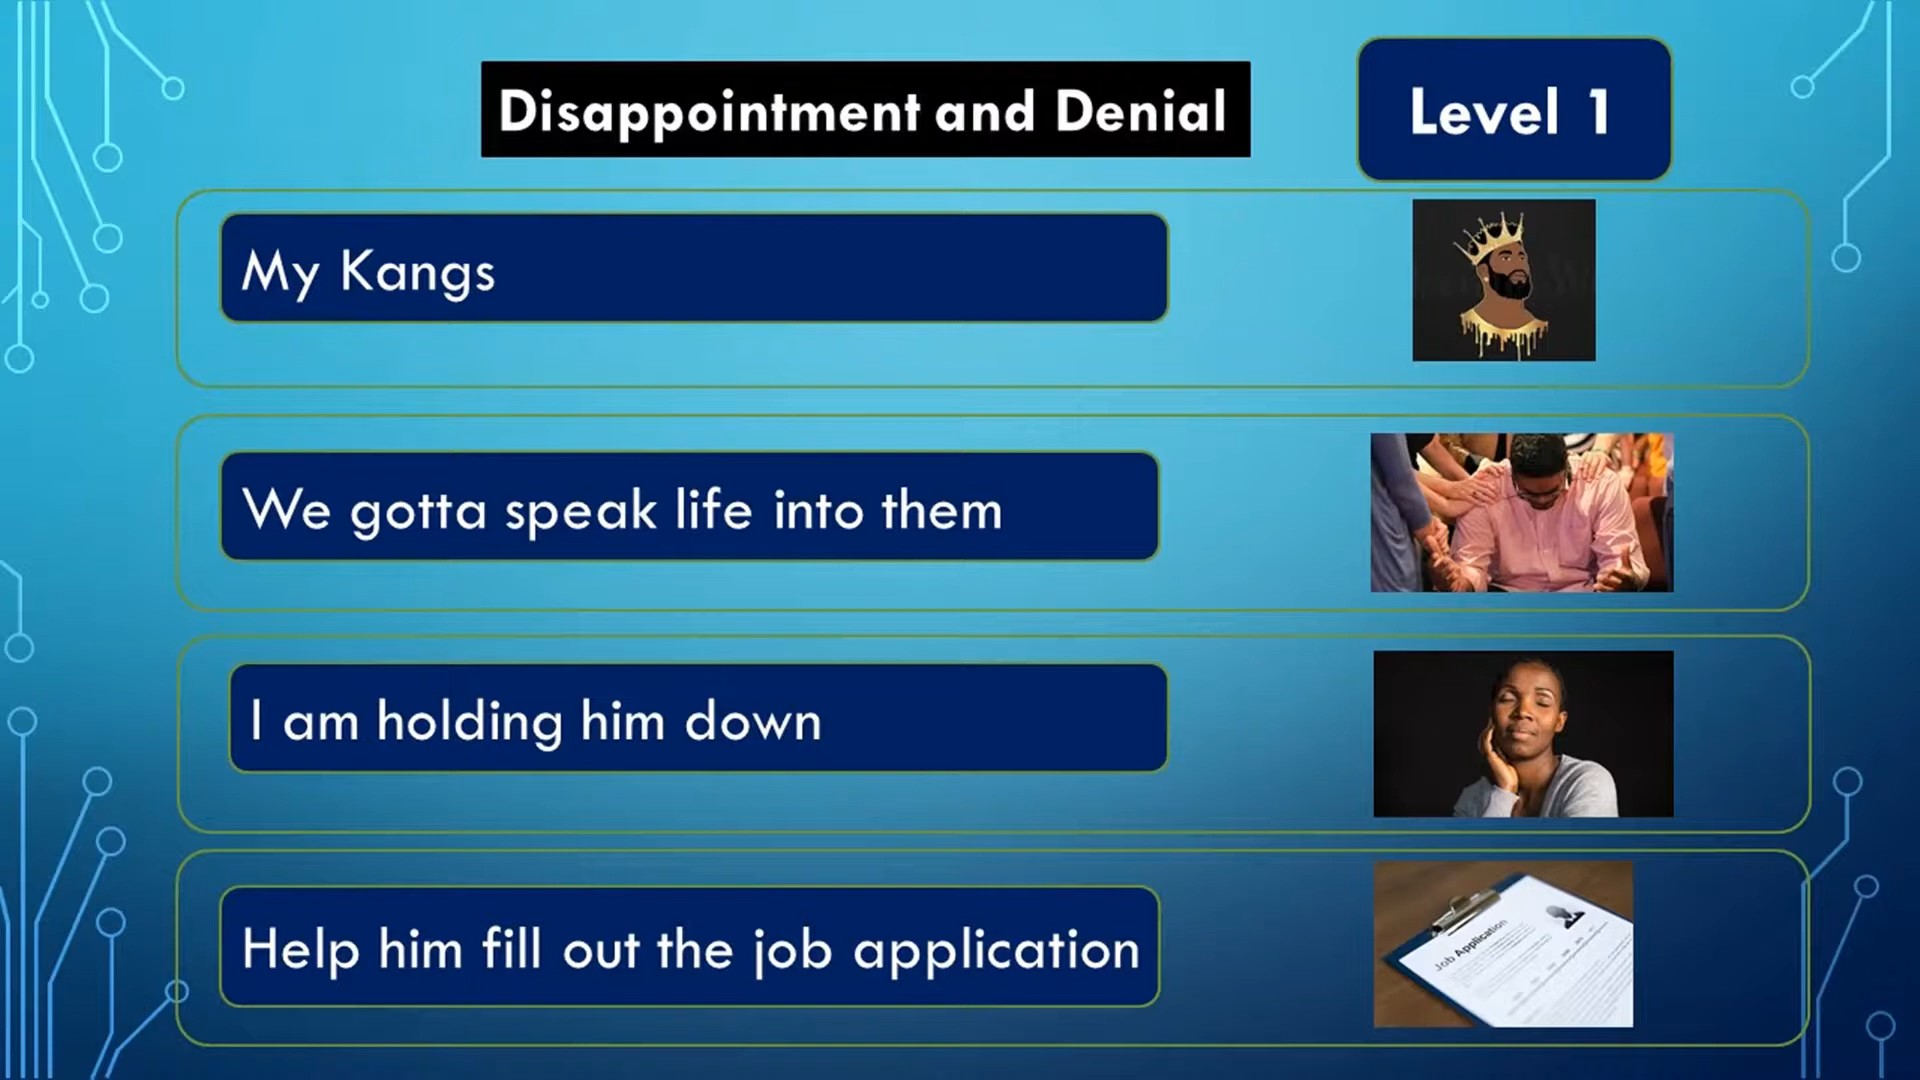 Disappointment and Denial
Level 1
My Kangs
We gotta speak life into them
I am holding him down
Help him fill out the job application
Job Application